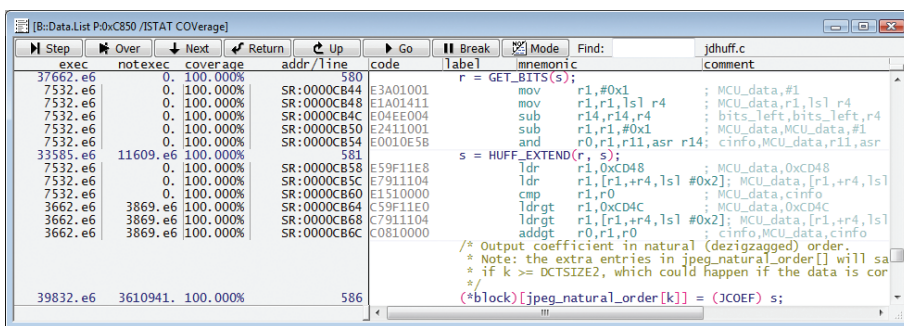 [B::Data.List P:0xC850 /ISTAT COVerage]
Step Over Next Return Up Go Break Mode Find: jdhuff.c
exec notexec coverage addr/line code label mnemonic comment
37662.e6 0. 100.000% 580 r = GET_BITS(s);
7532.e6 0. 100.000% SR:0000CB44 E3A01001 mov r1,#0x1 ; MCU_data,#1
7532.e6 0. 100.000% SR:0000CB48 E1A01411 mov r1,r1,lsl r4 ; MCU_data,r1,lsl r4
7532.e6 0. 100.000% SR:0000CB4C E04EE004 sub r14,r14,r4 ; bits_left,bits_left,r4
7532.e6 0. 100.000% SR:0000CB50 E2411001 sub r1,r1,#0x1 ; MCU_data,MCU_data,#1
7532.e6 0. 100.000% SR:0000CB54 E0010E5B and r0,r1,r11,asr r14; cinfo,MCU_data,r11,asr
33585.e6 11609.e6 100.000% 581 s = HUFF_EXTEND(r, s);
7532.e6 0. 100.000% SR:0000CB58 E59F11E8 ldr r1,0xCD48 ; MCU_data,0xCD48
7532.e6 0. 100.000% SR:0000CB5C E7911104 ldr r1,[r1,+r4,lsl #0x2]; MCU_data,[r1,+r4,lsl
7532.e6 0. 100.000% SR:0000CB60 E1510000 cmp r1,r0 ; MCU_data,cinfo
3662.e6 3869.e6 100.000% SR:0000CB64 C59F11E0 ldrgt r1,0xCD4C ; MCU_data,0xCD4C
3662.e6 3869.e6 100.000% SR:0000CB68 C7911104 ldrgt r1,[r1,+r4,lsl #0x2]; MCU_data,[r1,+r4,lsl
3662.e6 3869.e6 100.000% SR:0000CB6C C0810000 addgt r0,r1,r0 ; cinfo,MCU_data,cinfo
/* Output coefficient in natural (dezigzagged) order.
* Note: the extra entries in jpeg_natural_order[] will sa
* if k >= DCTSIZE2, which could happen if the data is cor
*/
39832.e6 3610941. 100.000% 586 (*block)[jpeg_natural_order[k]] = (JCOEF) s;